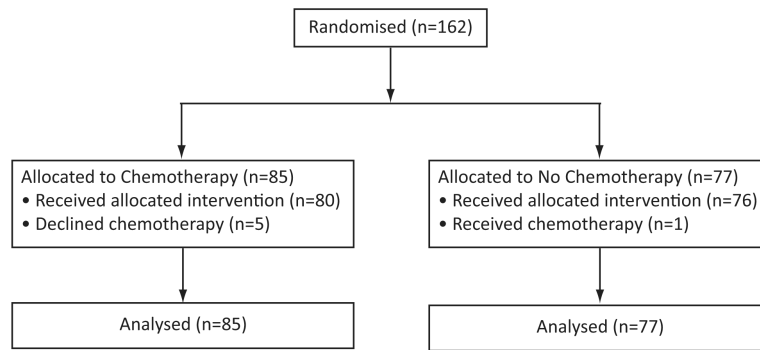 Randomised (n=162)
Allocated to Chemotherapy (n=85)
• Received allocated intervention (n=80)
• Declined chemotherapy (n=5)
Allocated to No Chemotherapy (n=77)
• Received allocated intervention (n=76)
• Received chemotherapy (n=1)
Analysed (n=85)
Analysed (n=77)